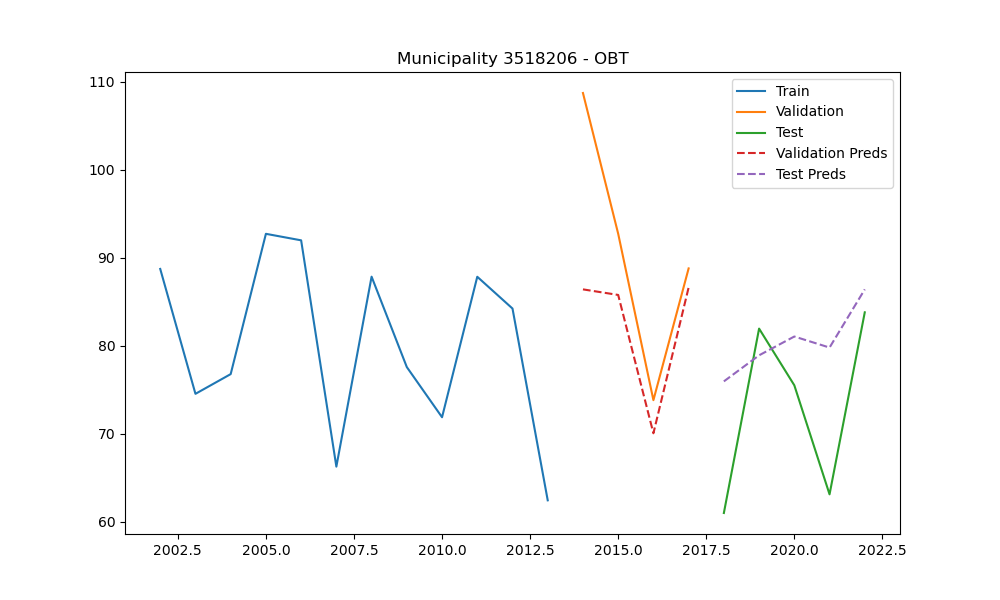 Municipality 3518206 - OBT
110
100
90
80
70
60
2002.5
2005.0
2007.5
2010.0
2012.5
2015.0
2017.5
2020.0
2022.5
Train
Validation
Test
Validation Preds
Test Preds